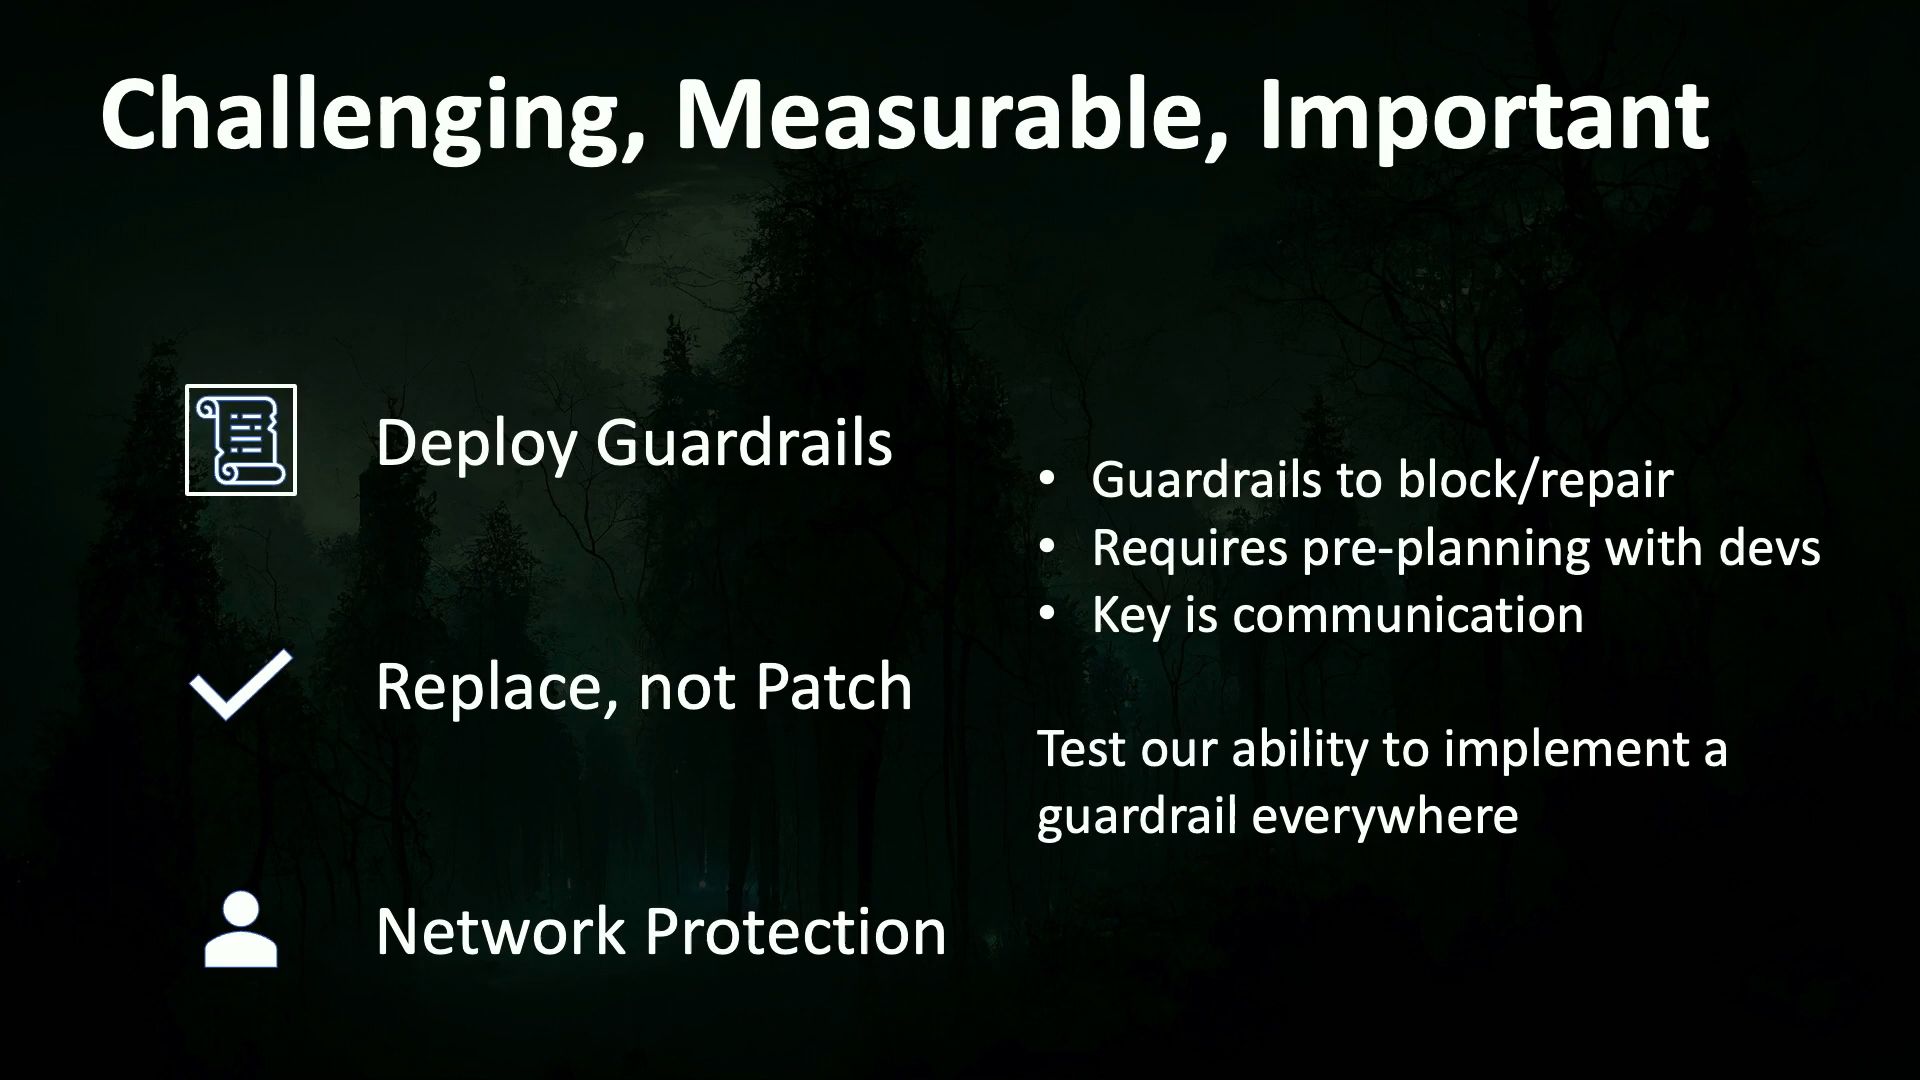 Challenging, Measurable, Important
Deploy Guardrails
Replace, not Patch
Network Protection
• Guardrails to block/repair
• Requires pre-planning with devs
• Key is communication
Test our ability to implement a
guardrail everywhere